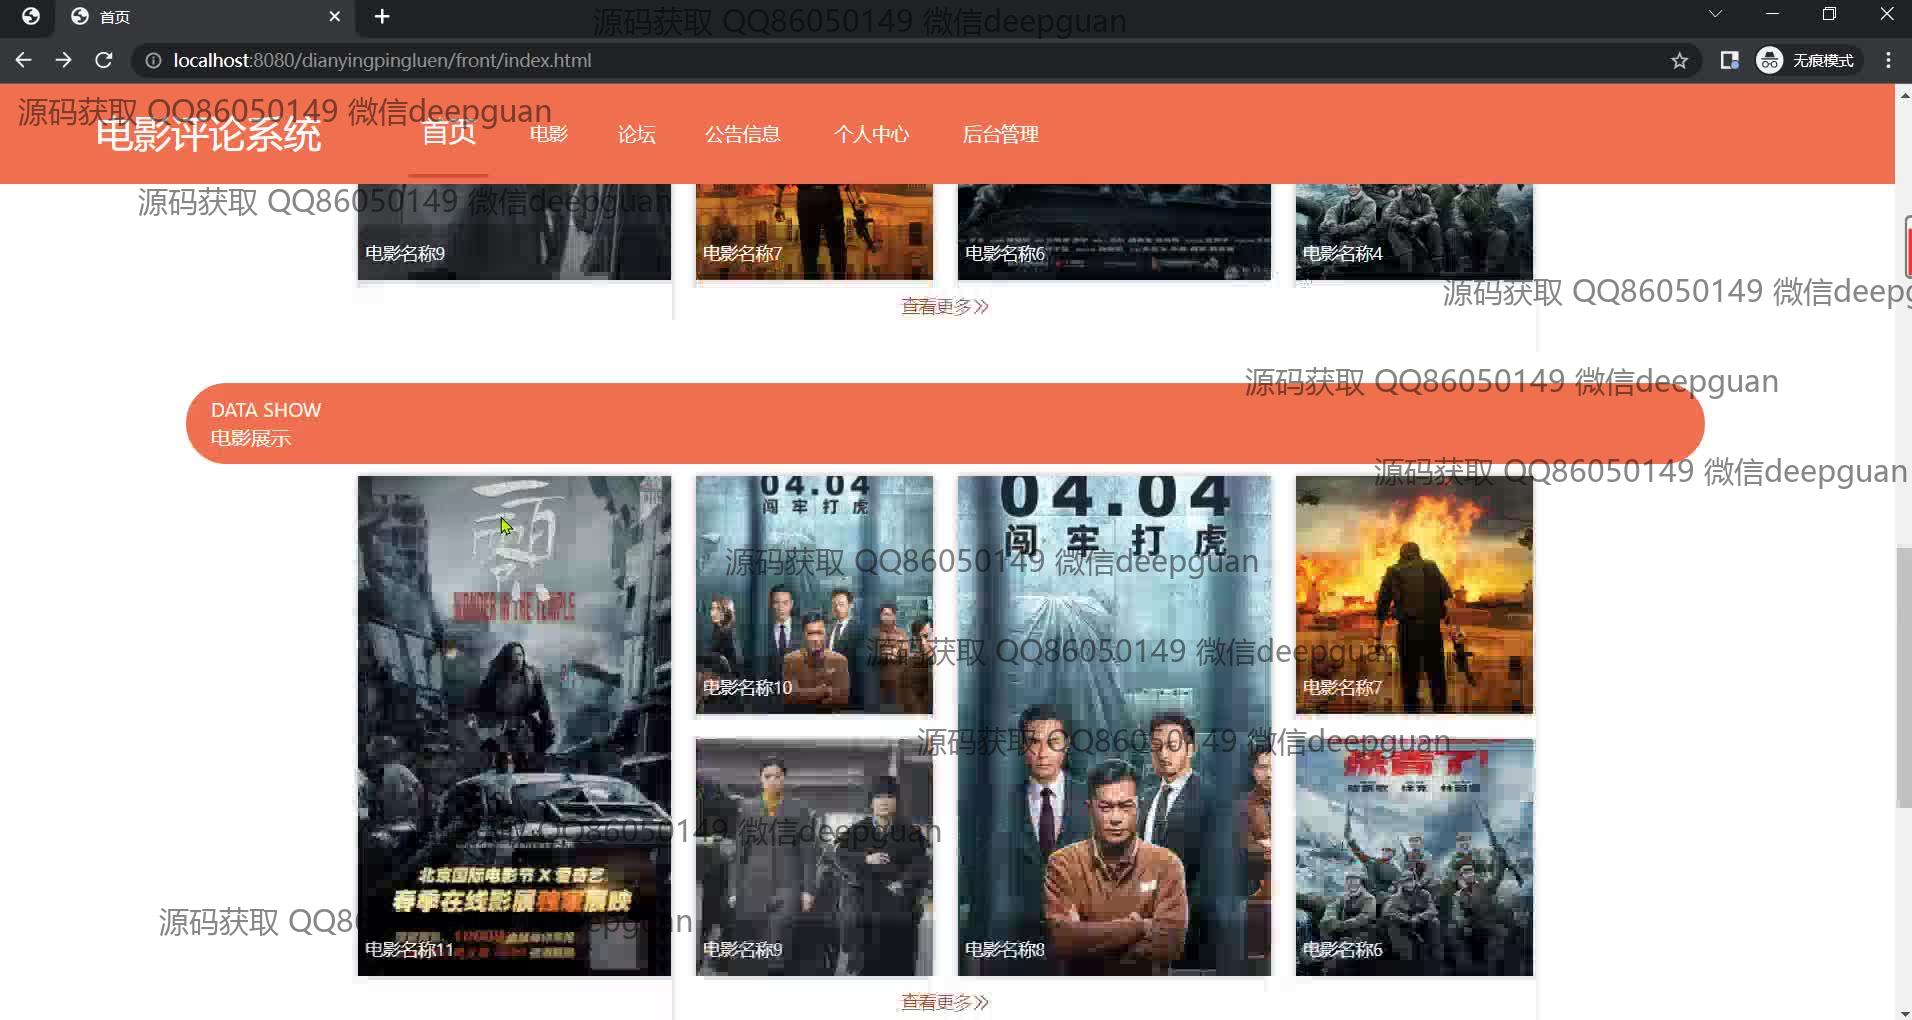 首页
源码获取 QQ86050149 微信deepguan
localhost:8080/dianyingpingluen/front/index.html
无痕模式
源码获取 QQ86050149 微信deepguan
电影评论系统
首页
电影
论坛
公告信息
个人中心
后台管理
源码获取 QQ86050149 微信deepguan
电影名称9
电影名称7
电影名称6
电影名称4
源码获取 QQ86050149 微信deepg
查看更多
源码获取 QQ86050149 微信deepguan
DATA SHOW
电影展示
源码获取 QQ86050149 微信deepguan
04.04
闯牢打虎
04.04
闯牢打虎
源码获取 QQ86050149 微信deepguan
源码获取 QQ86050149 微信deepguan
电影名称10
电影名称7
源码获取 QQ86050149 微信deepguan
获取 QQ86050149 微信deepguan
北京国际电影节 X 爱奇艺
春季在线影展 展映
源码获取 QQ86050149 微信deepguan
电影名称11
电影名称9
电影名称8
电影名称6
查看更多